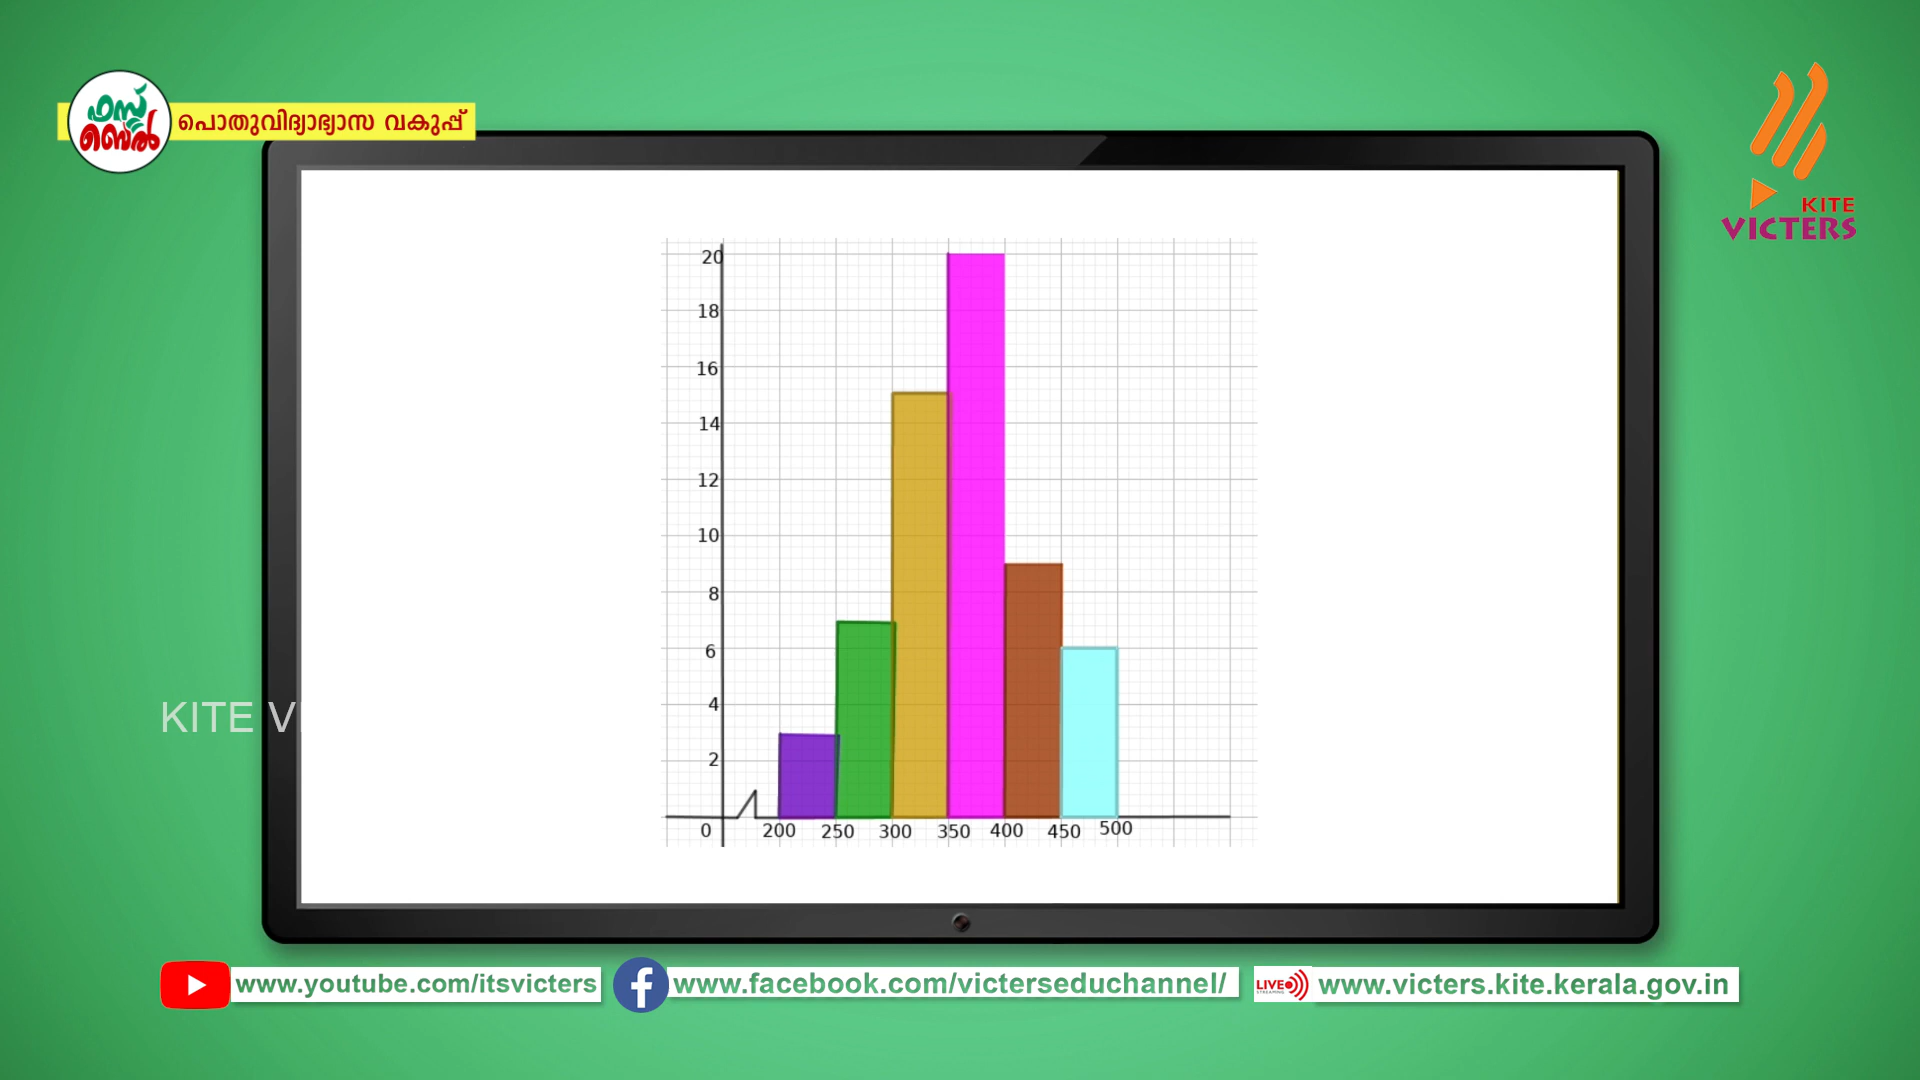 ഫസ്റ്റ്
ബെൽ
പൊതുവിദ്യാഭ്യാസ വകുപ്പ്
KITE
VICTERS
20
18
16
14
12
10
8
6
4
2
0 200 250 300 350 400 450 500
KITE V
www.youtube.com/itsvicters
www.facebook.com/victerseduchannel/
LIVE
STREAMING
www.victers.kite.kerala.gov.in